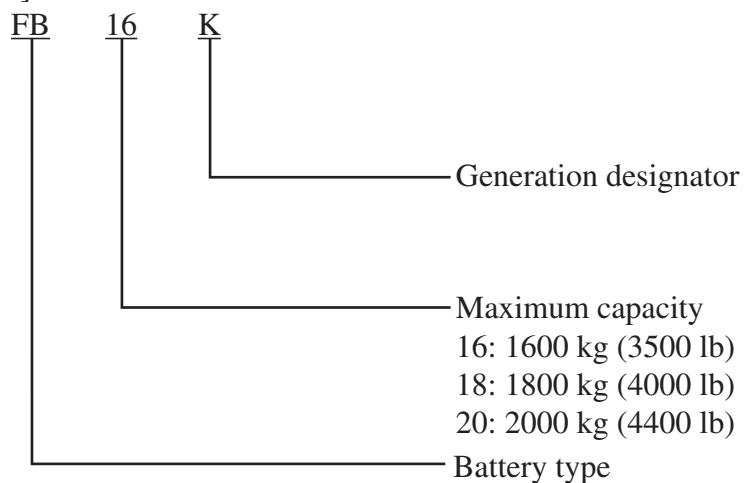 ]
FB 16 K
Generation designator
Maximum capacity
16: 1600 kg (3500 lb)
18: 1800 kg (4000 lb)
20: 2000 kg (4400 lb)
Battery type